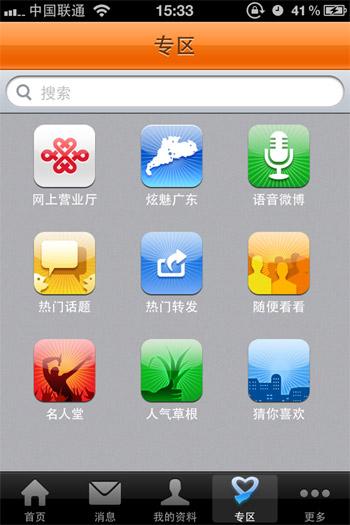 中国联通 15:33 41%
专区
搜索
网上营业厅 炫魅广东 语音微博
热门话题 热门转发 随便看看
名人堂 人气草根 猜你喜欢
首页 消息 我的资料 专区 更多